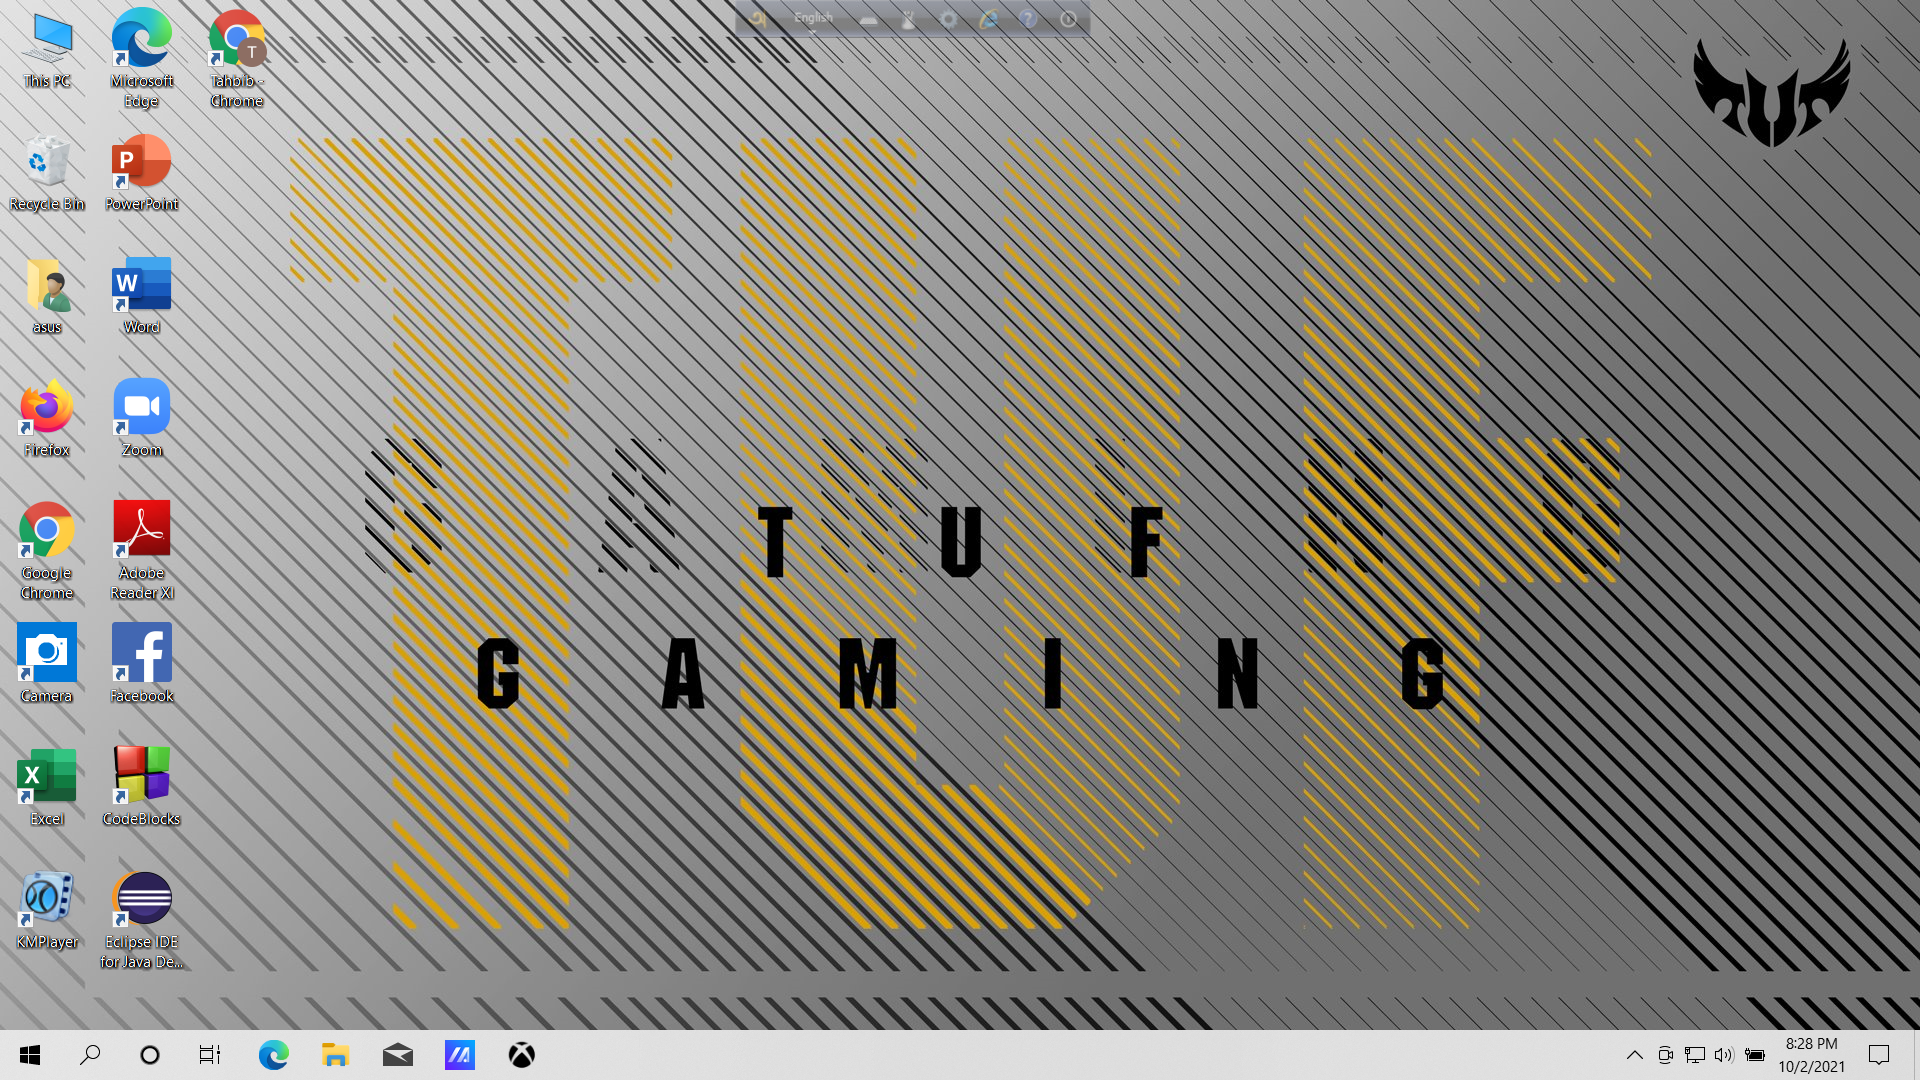 অ English
This PC
Microsoft
Edge
T
Tahbib -
Chrome
Recycle Bin
P
PowerPoint
asus
W
Word
Firefox
Zoom
Google
Chrome
Adobe
Reader XI
Camera
f
Facebook
X
Excel
CodeBlocks
KMPlayer
Eclipse IDE
for Java De...
TUF
T U F
G A M I N G
8:28 PM
10/2/2021